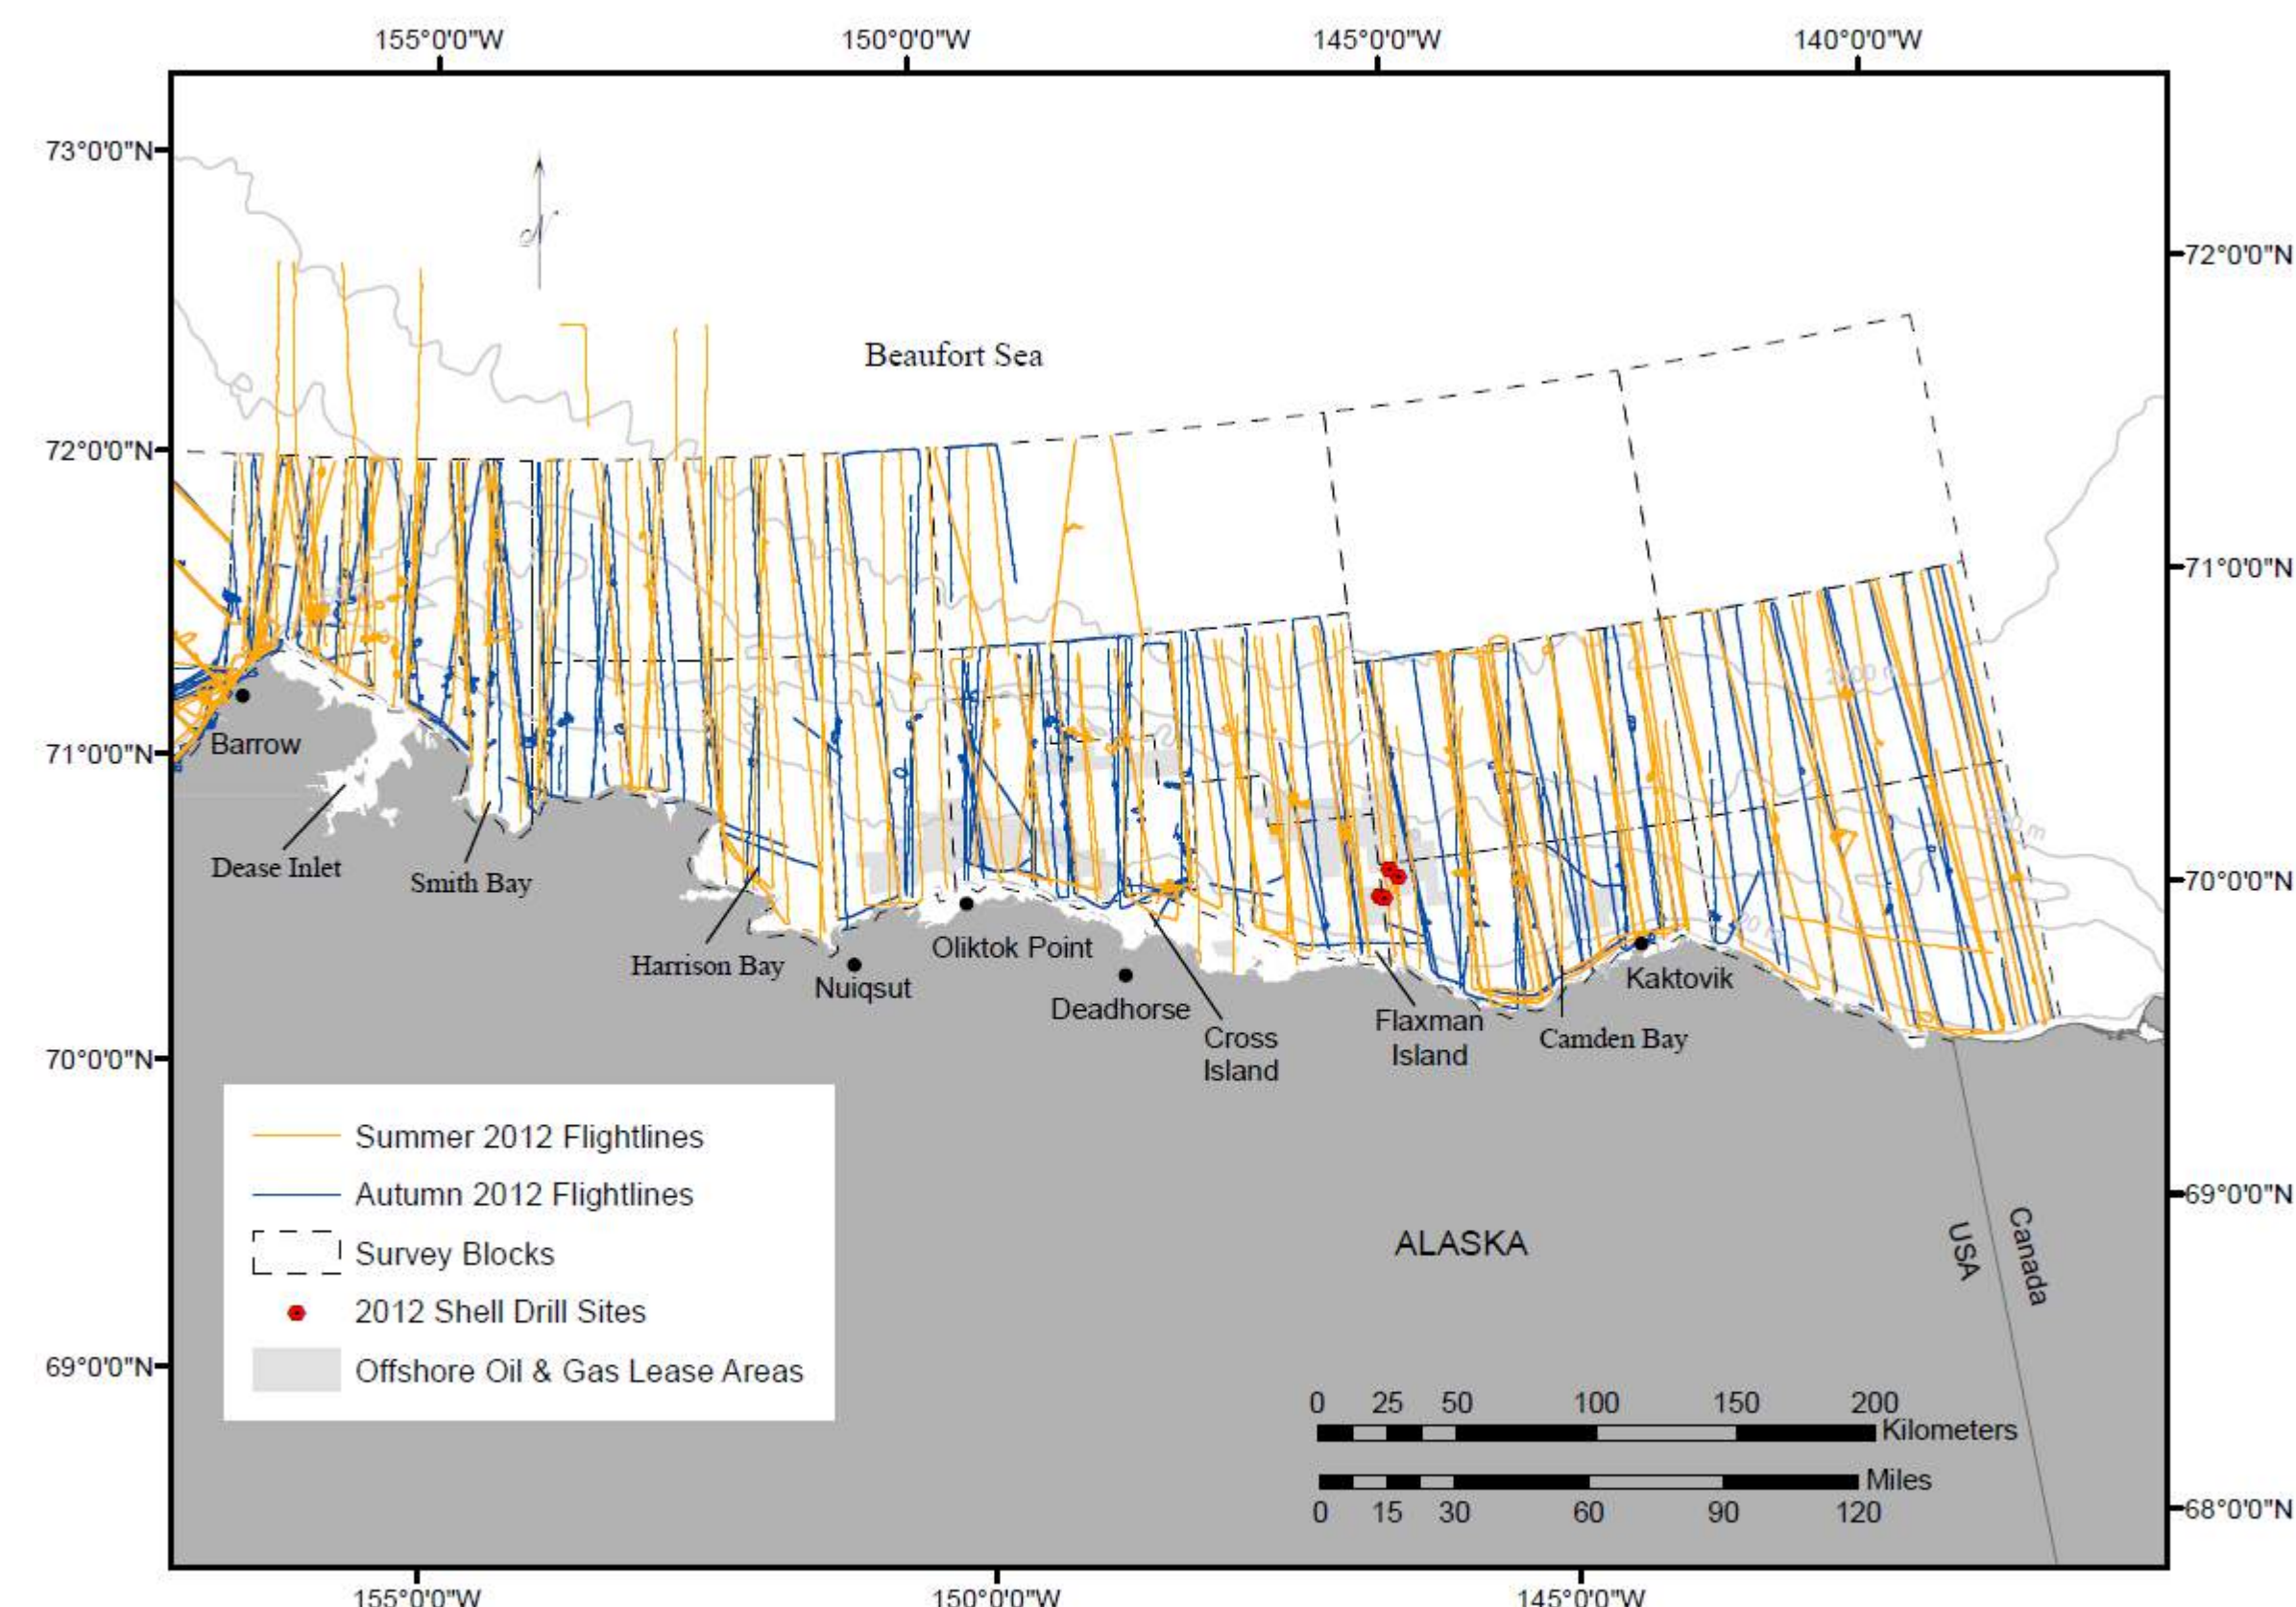 155°0'0"W 150°0'0"W 145°0'0"W 140°0'0"W
73°0'0"N
72°0'0"N
Beaufort Sea
72°0'0"N
71°0'0"N
71°0'0"N
Barrow
Dease Inlet
Smith Bay
70°0'0"N
Harrison Bay
Nuiqsut
Oliktok Point
Deadhorse
Cross
Island
Flaxman
Island
Camden Bay
Kaktovik
70°0'0"N
Summer 2012 Flightlines
Autumn 2012 Flightlines
Survey Blocks
2012 Shell Drill Sites
Offshore Oil & Gas Lease Areas
69°0'0"N
ALASKA
USA
Canada
69°0'0"N
0 25 50 100 150 200
Kilometers
Miles
0 15 30 60 90 120
68°0'0"N
155°0'0"W 150°0'0"W 145°0'0"W